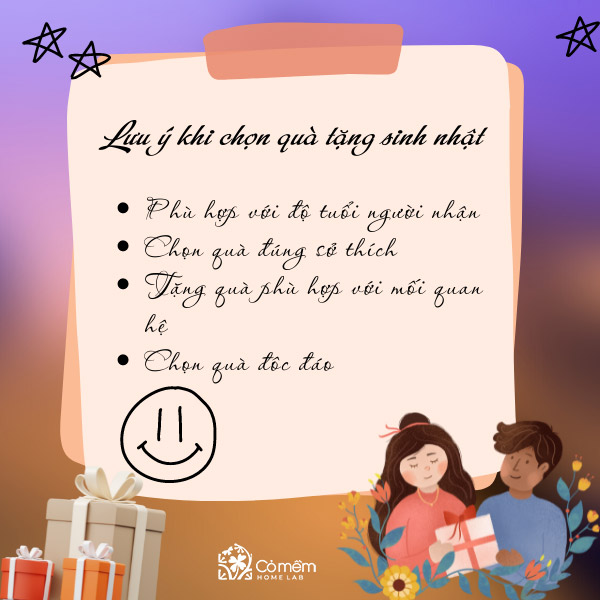 Lưu ý khi chọn quà tặng sinh nhật
Phù hợp với độ tuổi người nhận
Chọn quà đúng sở thích
Tặng quà phù hợp với mối quan
hệ
Chọn quà đôc đáo
Cỏ mềm
HOME LAB